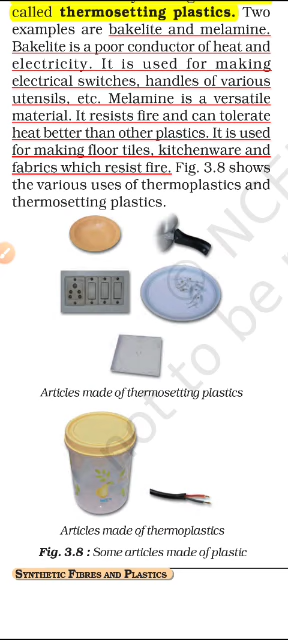 called thermosetting plastics. Two
examples are bakelite and melamine.
Bakelite is a poor conductor of heat and
electricity. It is used for making
electrical switches, handles of various
utensils, etc. Melamine is a versatile
material. It resists fire and can tolerate
heat better than other plastics. It is used
for making floor tiles, kitchenware and
fabrics which resist fire. Fig. 3.8 shows
the various uses of thermoplastics and
thermosetting plastics.
Articles made of thermosetting plastics
Articles made of thermoplastics
Fig. 3.8 : Some articles made of plastic
SYNTHETIC FIBRES AND PLASTICS
© NCE
not to be